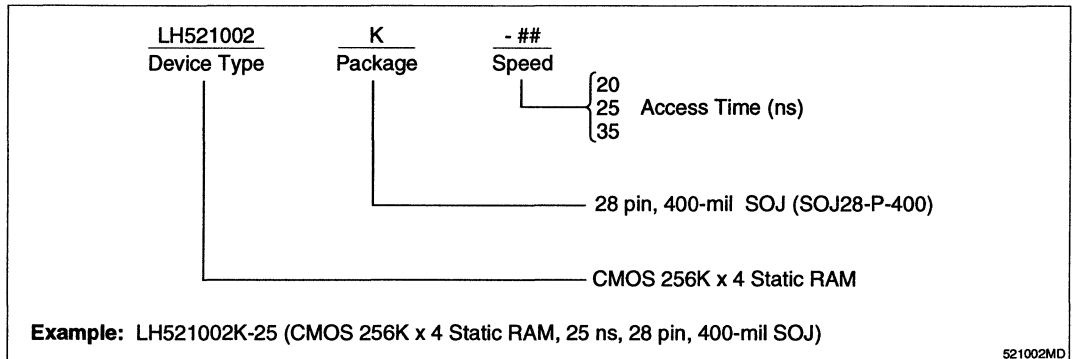 LH521002 K - ##
Device Type Package Speed
20
25 Access Time (ns)
35
28 pin, 400-mil SOJ (SOJ28-P-400)
CMOS 256K x 4 Static RAM
Example: LH521002K-25 (CMOS 256K x 4 Static RAM, 25 ns, 28 pin, 400-mil SOJ)
521002MD